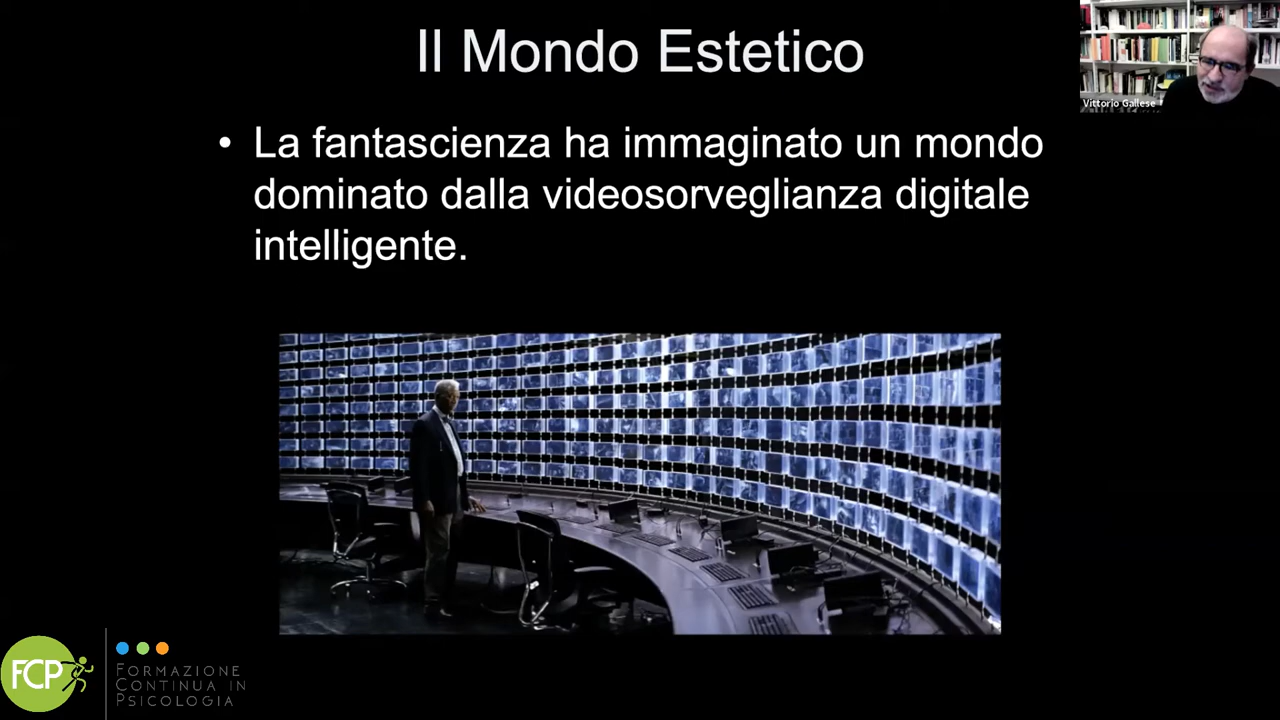 Il Mondo Estetico
Vittorio Gallese
• La fantascienza ha immaginato un mondo
dominato dalla videosorveglianza digitale
intelligente.
FCP
FORMAZIONE
CONTINUA IN
PSICOLOGIA